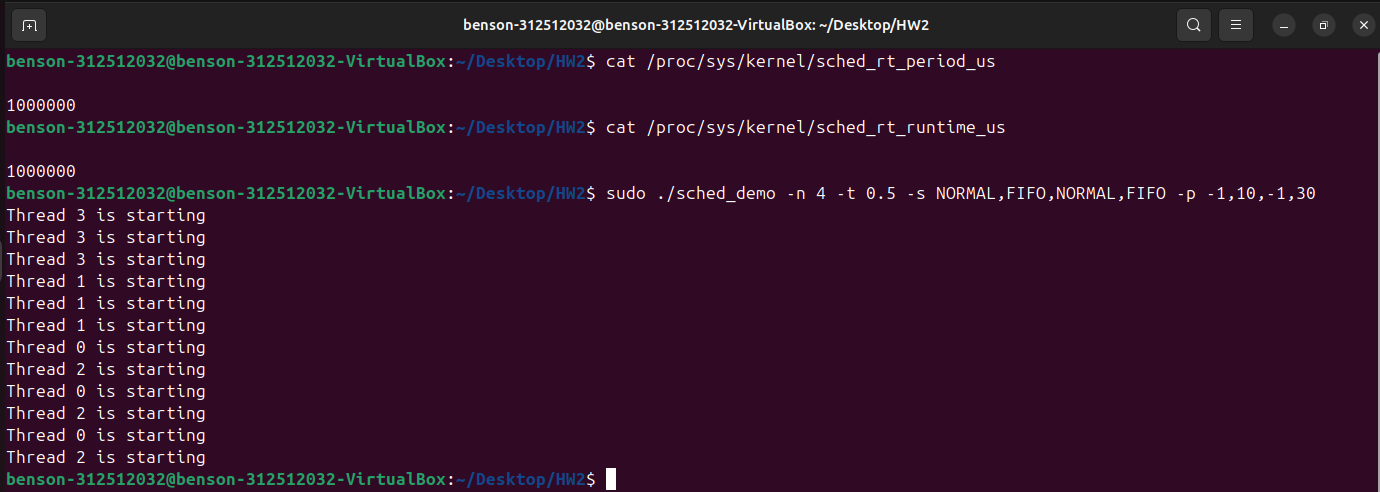 benson-312512032@benson-312512032-VirtualBox: ~/Desktop/HW2
benson-312512032@benson-312512032-VirtualBox:~/Desktop/HW2$ cat /proc/sys/kernel/sched_rt_period_us
1000000
benson-312512032@benson-312512032-VirtualBox:~/Desktop/HW2$ cat /proc/sys/kernel/sched_rt_runtime_us
1000000
benson-312512032@benson-312512032-VirtualBox:~/Desktop/HW2$ sudo ./sched_demo -n 4 -t 0.5 -s NORMAL,FIFO,NORMAL,FIFO -p -1,10,-1,30
Thread 3 is starting
Thread 3 is starting
Thread 3 is starting
Thread 1 is starting
Thread 1 is starting
Thread 1 is starting
Thread 0 is starting
Thread 2 is starting
Thread 0 is starting
Thread 2 is starting
Thread 0 is starting
Thread 2 is starting
benson-312512032@benson-312512032-VirtualBox:~/Desktop/HW2$